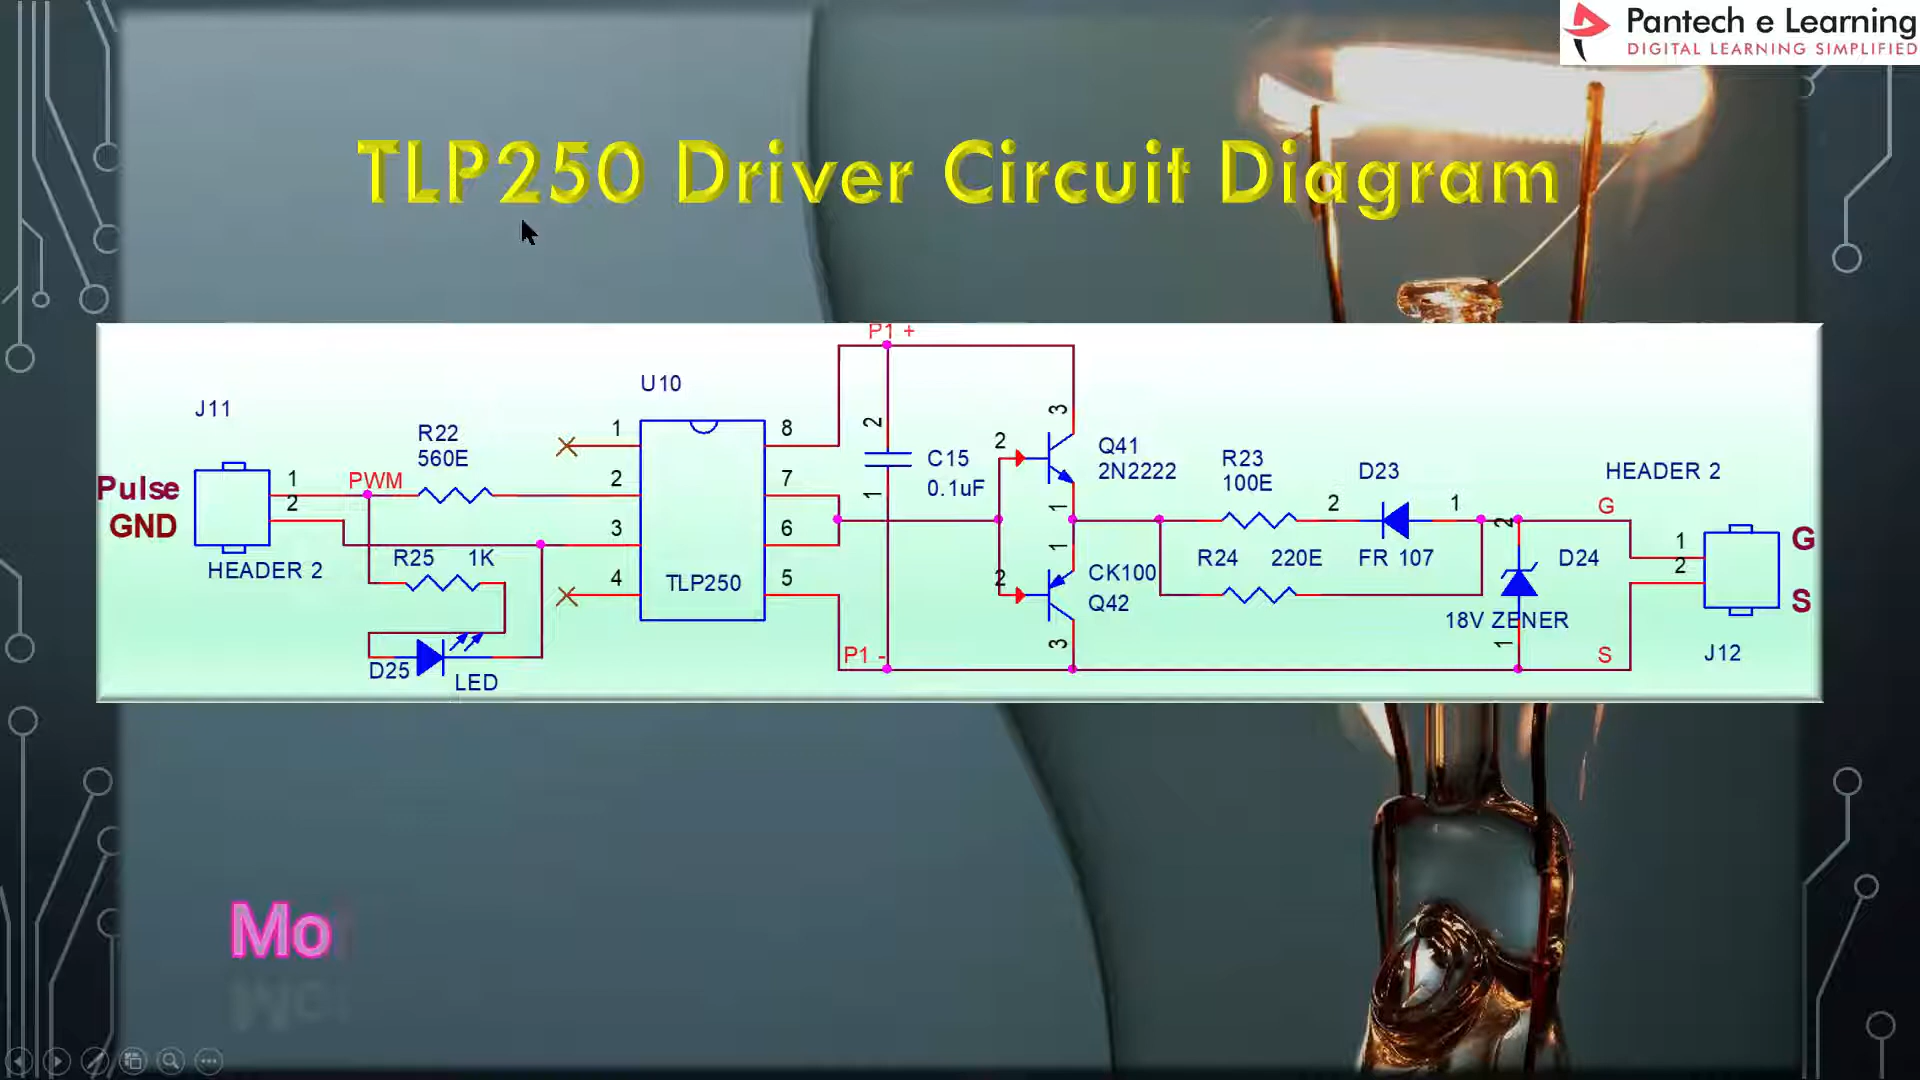 Pantech e Learning
DIGITAL LEARNING SIMPLIFIED
TLP250 Driver Circuit Diagram
P1 +
U10
J11
R22
560E
1
8
2
3
2
Q41
2N2222
R23
100E
D23
HEADER 2
Pulse
GND
1
2
PWM
2
7
C15
0.1uF
1
1
2
1
2
G
3
6
R25
1K
1
R24
220E
FR 107
D24
1
2
G
S
HEADER 2
4
TLP250
5
2
CK100
Q42
18V ZENER
D25
LED
P1 -
3
1
S
J12
Mo